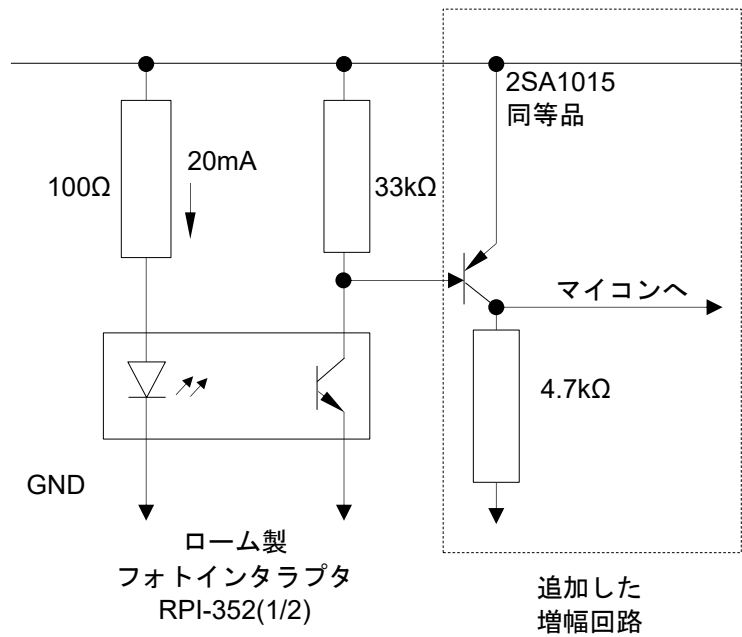 2SA1015
同等品
20mA
100Ω
33kΩ
マイコンへ
4.7kΩ
GND
ローム製
フォトインタラプタ
RPI-352(1/2)
追加した
増幅回路